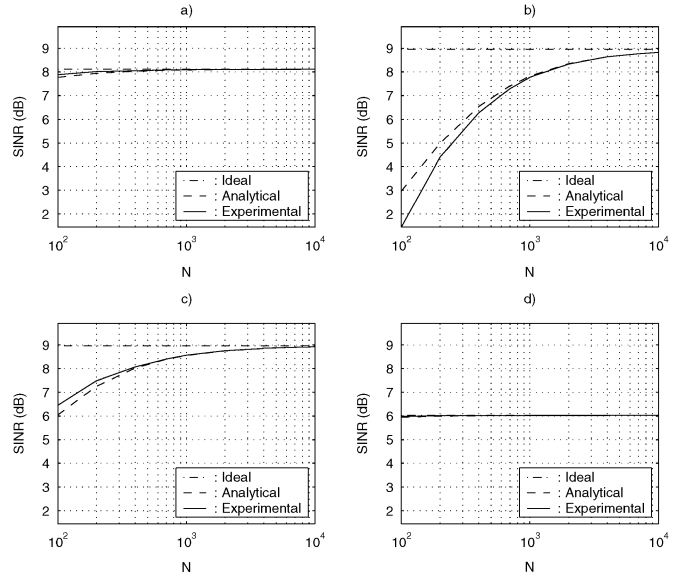 a)
SINR (dB)
9
8
7
6
5
4
3
2
10^2
10^3
10^4
N
: Ideal
: Analytical
: Experimental
b)
SINR (dB)
9
8
7
6
5
4
3
2
10^2
10^3
10^4
N
: Ideal
: Analytical
: Experimental
c)
SINR (dB)
9
8
7
6
5
4
3
2
10^2
10^3
10^4
N
: Ideal
: Analytical
: Experimental
d)
SINR (dB)
9
8
7
6
5
4
3
2
10^2
10^3
10^4
N
: Ideal
: Analytical
: Experimental